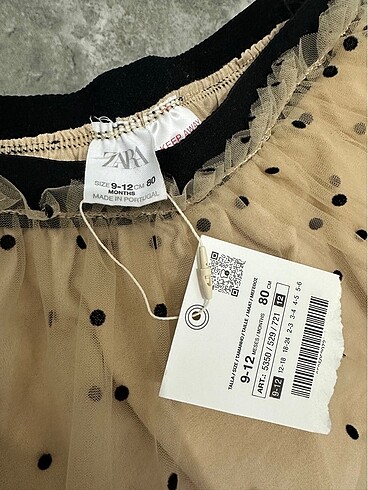 ZARA
SIZE 9-12 CM 80
MONTHS
MADE IN PORTUGAL
KEEP AWAY
TALLA / SIZE / TAMANHO / TAILLE /
9-12 MESES / MONTHS 80 CM
ART.: 5350 / 529 / 721 12
9-12 12-18 18-24 2-3 3-4 4-5 5-6